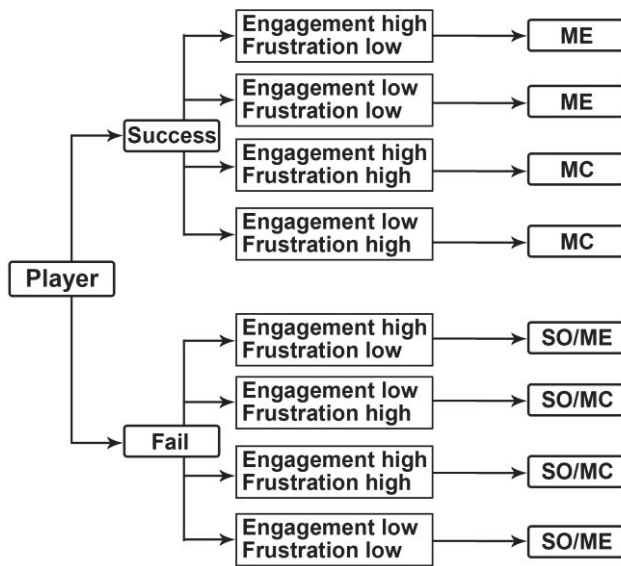 Engagement high
Frustration low
ME
Engagement low
Frustration low
ME
Success
Engagement high
Frustration high
MC
Engagement low
Frustration high
MC
Player
Engagement high
Frustration low
SO/ME
Engagement low
Frustration high
SO/MC
Fail
Engagement high
Frustration high
SO/MC
Engagement low
Frustration low
SO/ME